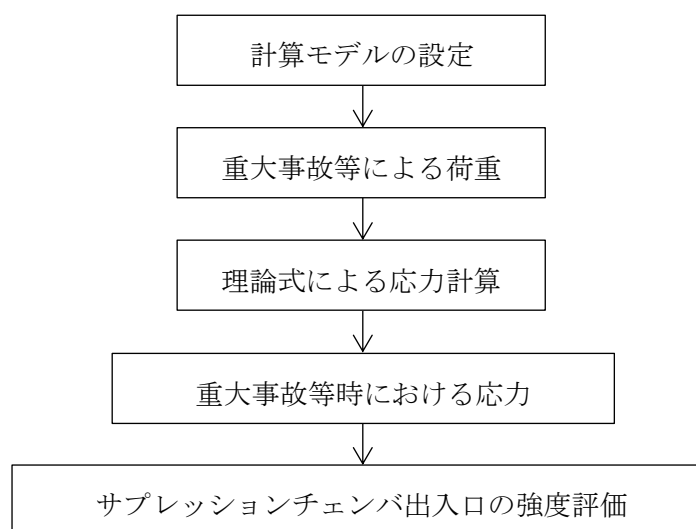 計算モデルの設定
重大事故等による荷重
理論式による応力計算
重大事故等時における応力
サプレッションチェンバ出入口の強度評価